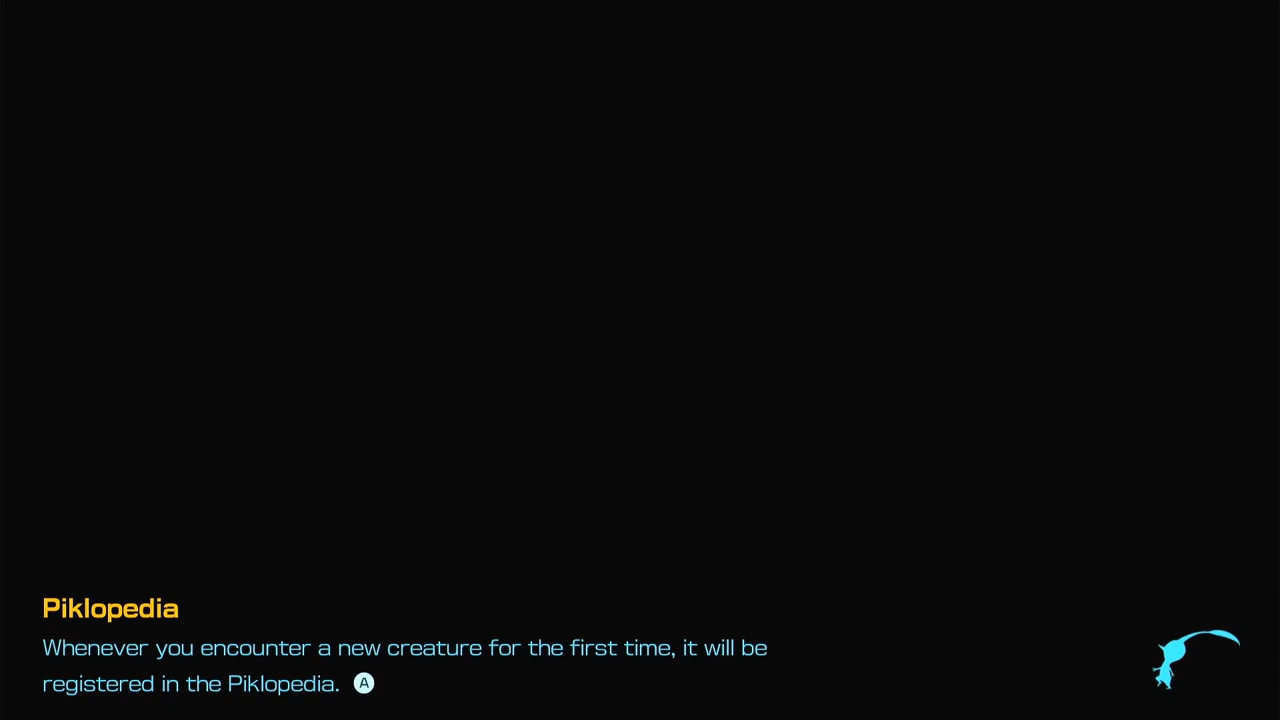 Piklopedia
Whenever you encounter a new creature for the first time, it will be
registered in the Piklopedia. A